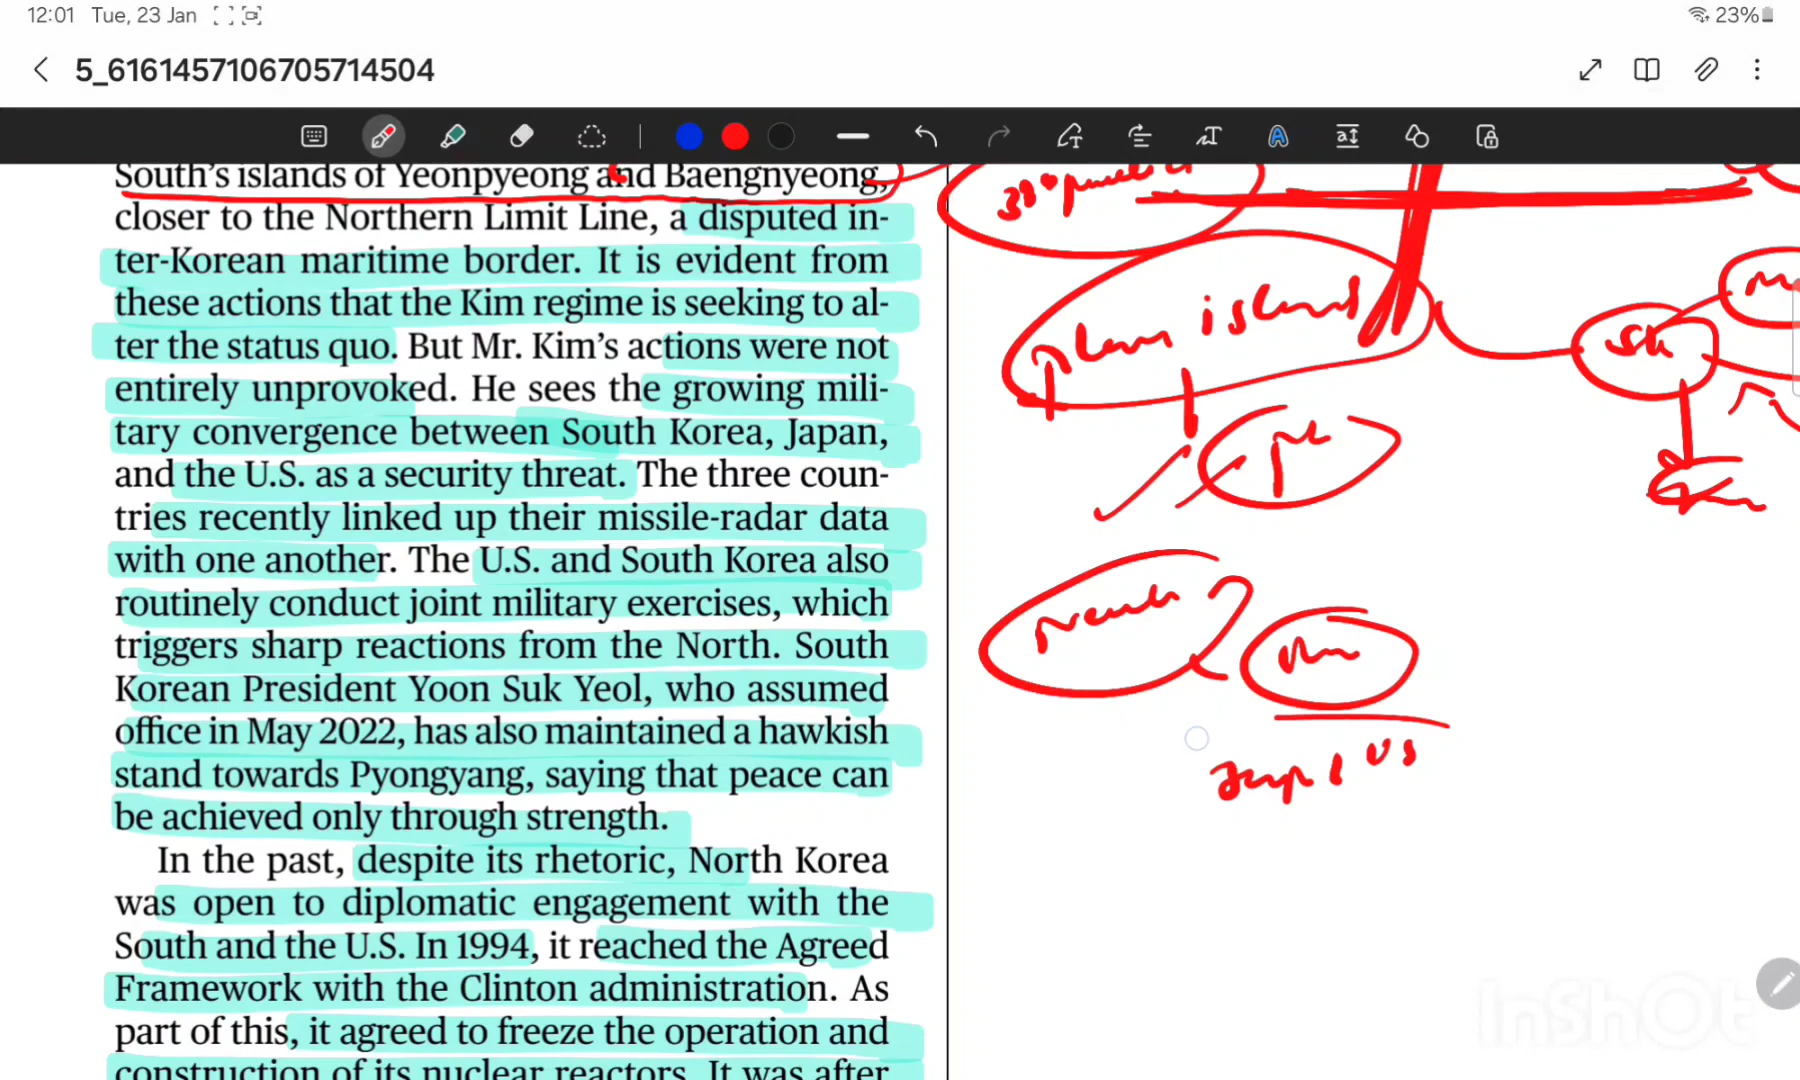 12:01 Tue, 23 Jan
23%
5_6161457106705714504
South's islands of Yeonpyeong and Baengnyeong,
closer to the Northern Limit Line, a disputed in-
ter-Korean maritime border. It is evident from
these actions that the Kim regime is seeking to al-
ter the status quo. But Mr. Kim's actions were not
entirely unprovoked. He sees the growing mili-
tary convergence between South Korea, Japan,
and the U.S. as a security threat. The three coun-
tries recently linked up their missile-radar data
with one another. The U.S. and South Korea also
routinely conduct joint military exercises, which
triggers sharp reactions from the North. South
Korean President Yoon Suk Yeol, who assumed
office in May 2022, has also maintained a hawkish
stand towards Pyongyang, saying that peace can
be achieved only through strength.
In the past, despite its rhetoric, North Korea
was open to diplomatic engagement with the
South and the U.S. In 1994, it reached the Agreed
Framework with the Clinton administration. As
part of this, it agreed to freeze the operation and
construction of its nuclear reactors. It was after
island
SK
US
InShOt